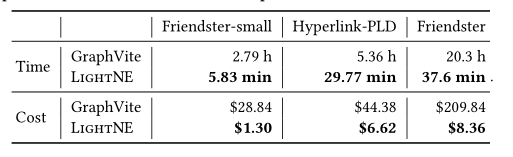 Friendster-small Hyperlink-PLD Friendster
Time GraphVite 2.79 h 5.36 h 20.3 h
LightNE 5.83 min 29.77 min 37.6 min .
Cost GraphVite $28.84 $44.38 $209.84
LightNE $1.30 $6.62 $8.36